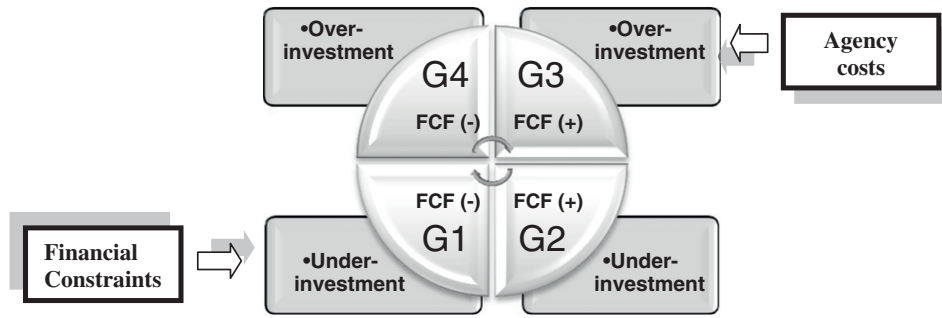 •Over-
investment
•Over-
investment
Agency
costs
G4
G3
FCF (-)
FCF (+)
FCF (-)
FCF (+)
G1
G2
Financial
Constraints
•Under-
investment
•Under-
investment